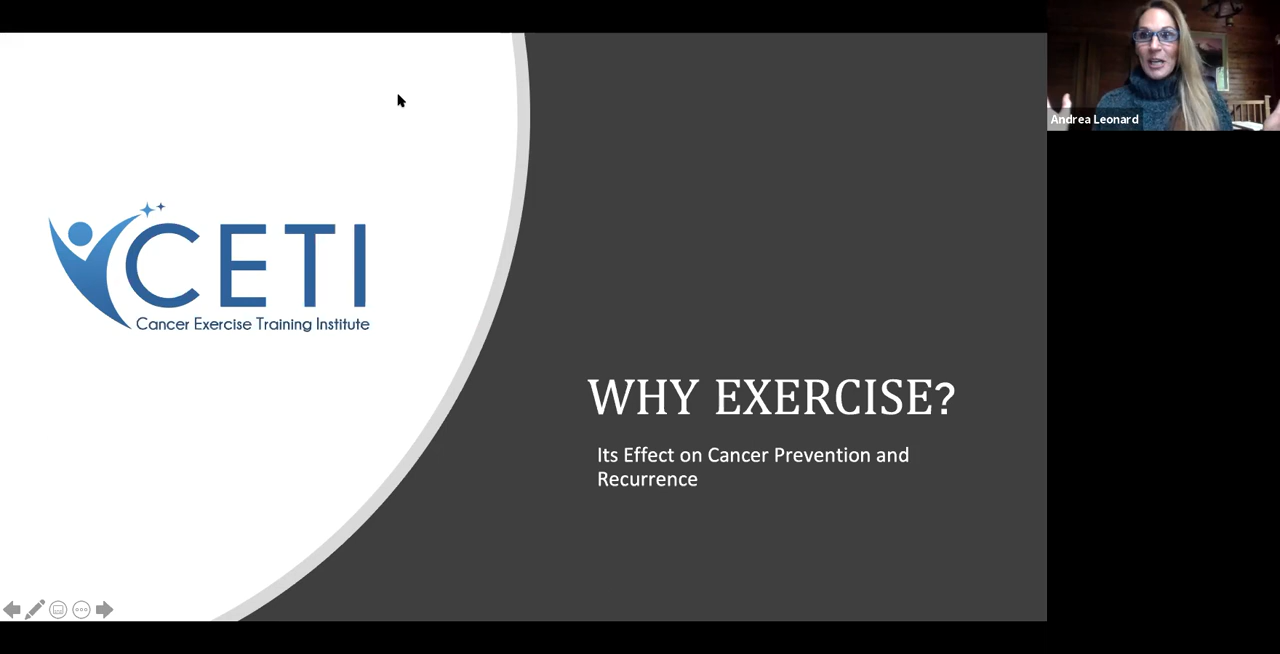 CETI
Cancer Exercise Training Institute
WHY EXERCISE?
Its Effect on Cancer Prevention and
Recurrence
Andrea Leonard